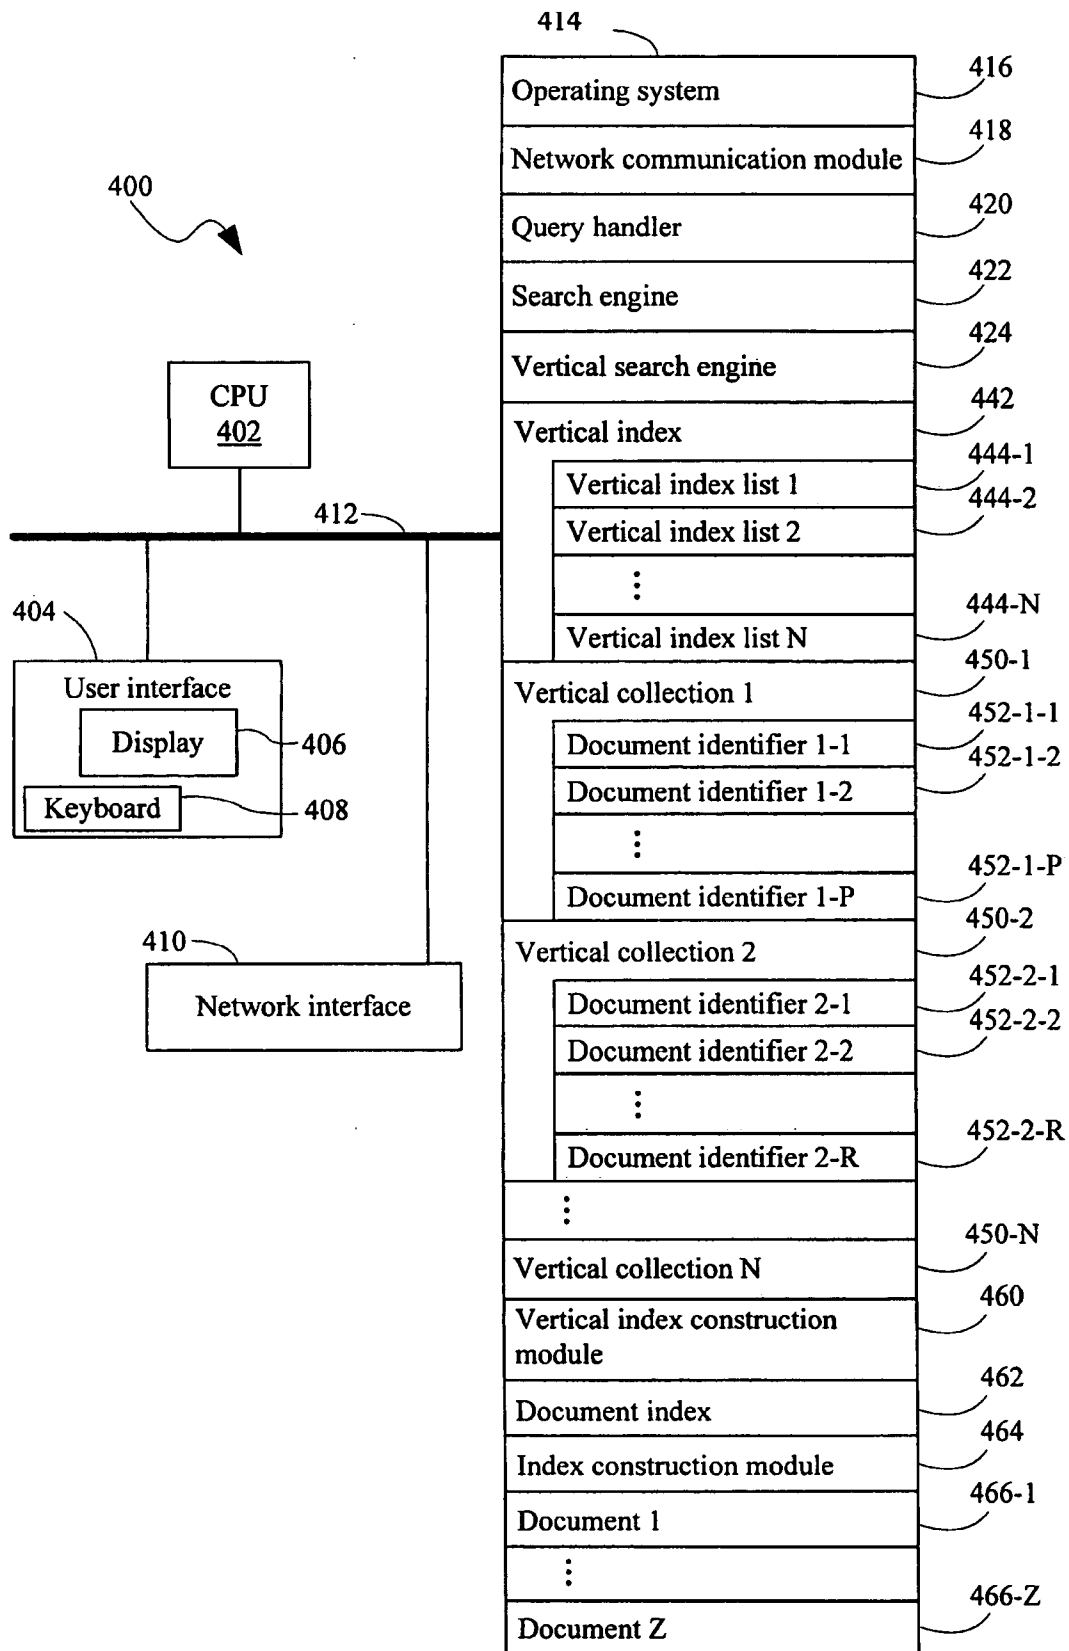 414
Operating system
416
Network communication module
418
400
Query handler
420
Search engine
422
Vertical search engine
424
CPU
402
Vertical index
442
Vertical index list 1
444-1
412
Vertical index list 2
444-2
⋮
404
Vertical index list N
444-N
User interface
Display
406
Keyboard
408
Vertical collection 1
450-1
Document identifier 1-1
452-1-1
Document identifier 1-2
452-1-2
⋮
Document identifier 1-P
452-1-P
410
Network interface
Vertical collection 2
450-2
Document identifier 2-1
452-2-1
Document identifier 2-2
452-2-2
⋮
Document identifier 2-R
452-2-R
⋮
Vertical collection N
450-N
Vertical index construction
module
460
Document index
462
Index construction module
464
Document 1
466-1
⋮
Document Z
466-Z